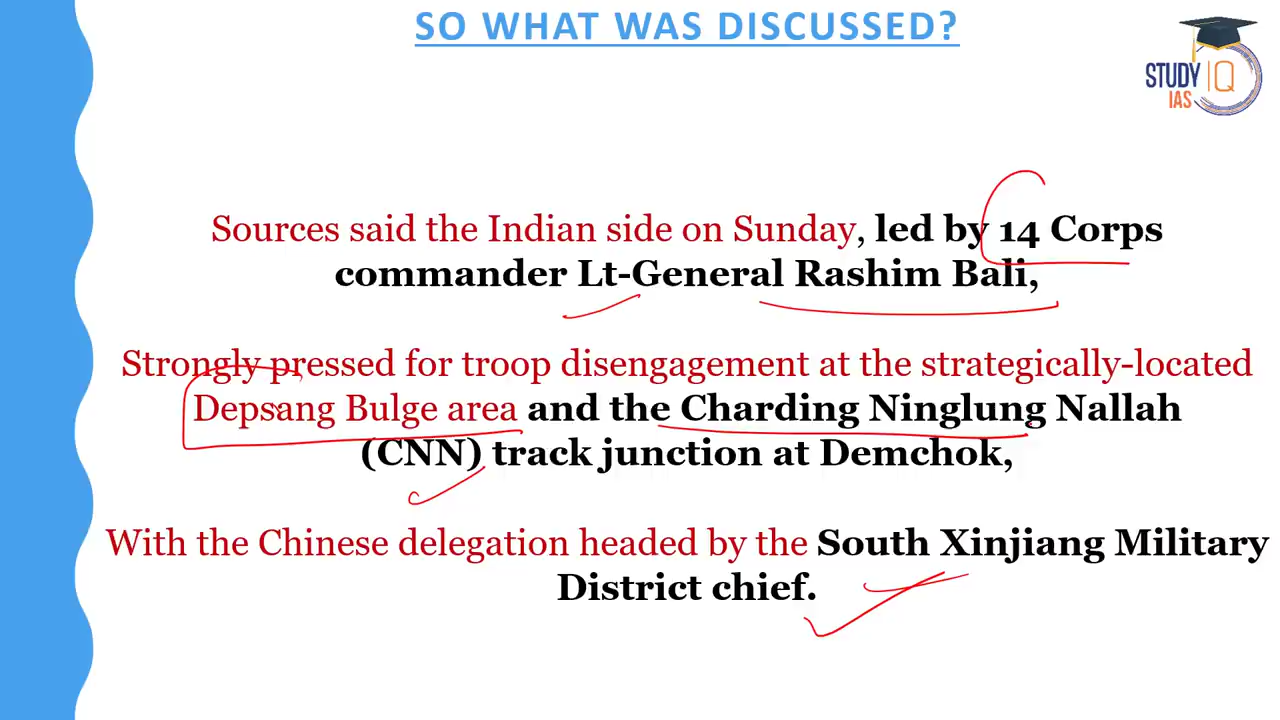 SO WHAT WAS DISCUSSED?
STUDY IQ
IAS
Sources said the Indian side on Sunday, led by 14 Corps
commander Lt-General Rashim Bali,
Strongly pressed for troop disengagement at the strategically-located
Depsang Bulge area and the Charding Ninglung Nallah
(CNN) track junction at Demchok,
With the Chinese delegation headed by the South Xinjiang Military
District chief.